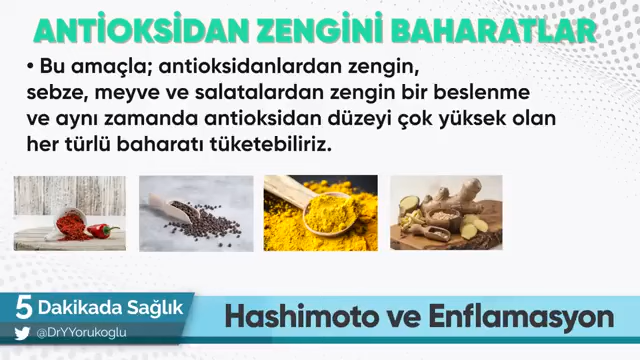 ANTİOKSİDAN ZENGİNİ BAHARATLAR
• Bu amaçla; antioksidanlardan zengin,
sebze, meyve ve salatalardan zengin bir beslenme
ve aynı zamanda antioksidan düzeyi çok yüksek olan
her türlü baharatı tüketebiliriz.
5 Dakikada Sağlık
@DrYYorukoglu
Hashimoto ve Enflamasyon